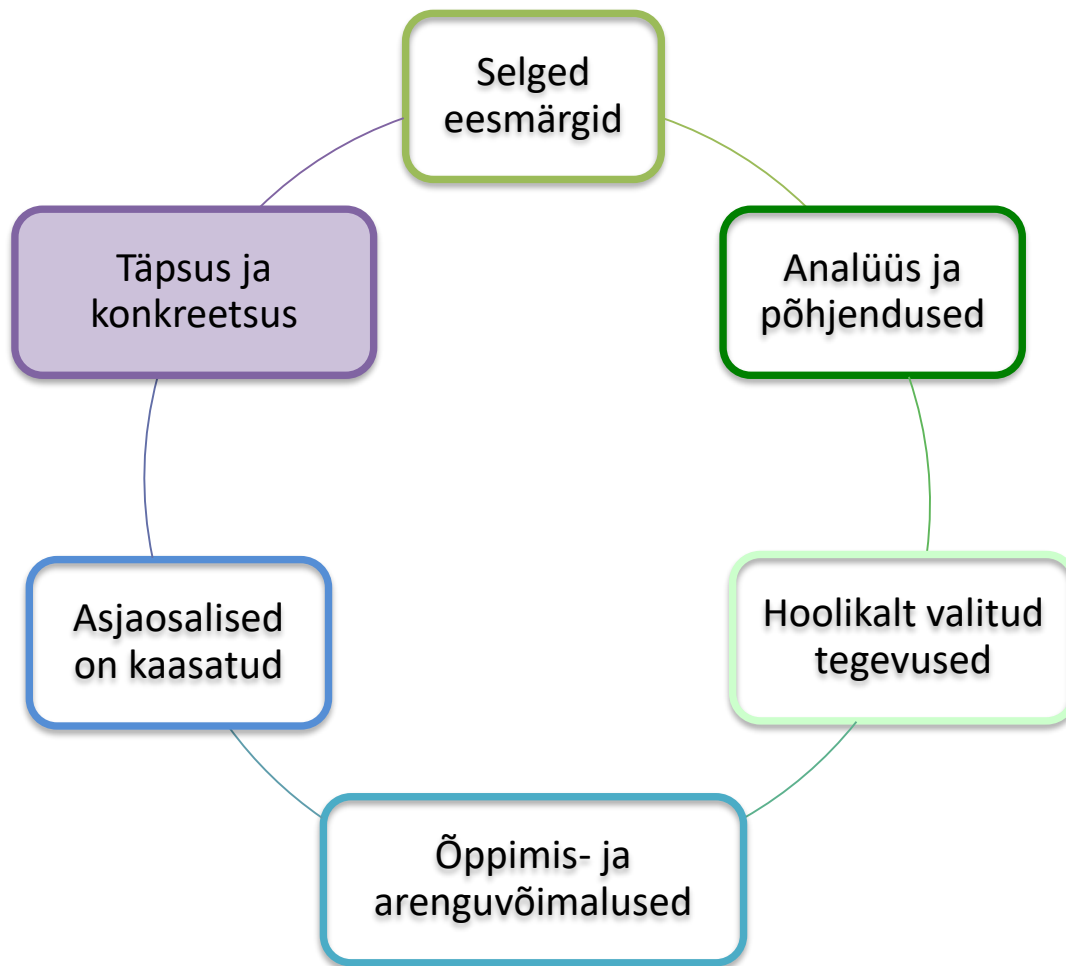 Selged
eesmärgid
Analüüs ja
põhjendused
Hoolikalt valitud
tegevused
Õppimis- ja
arenguvõimalused
Asjaosalised
on kaasatud
Täpsus ja
konkreetsus